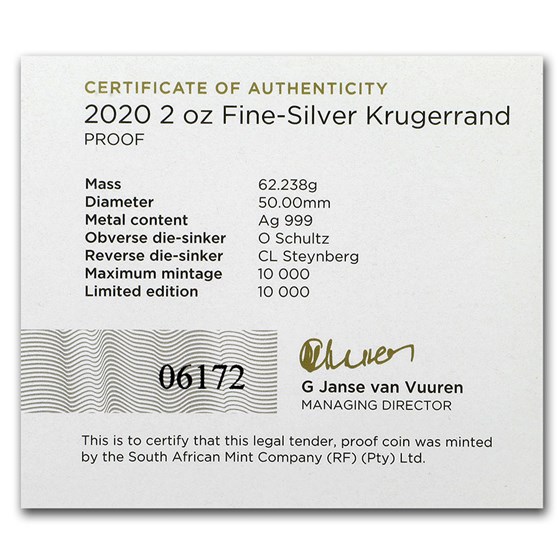 CERTIFICATE OF AUTHENTICITY
2020 2 oz Fine-Silver Krugerrand
PROOF
Mass 62.238g
Diameter 50.00mm
Metal content Ag 999
Obverse die-sinker O Schultz
Reverse die-sinker CL Steynberg
Maximum mintage 10 000
Limited edition 10 000
06172
G Janse van Vuuren
MANAGING DIRECTOR
This is to certify that this legal tender, proof coin was minted
by the South African Mint Company (RF) (Pty) Ltd.